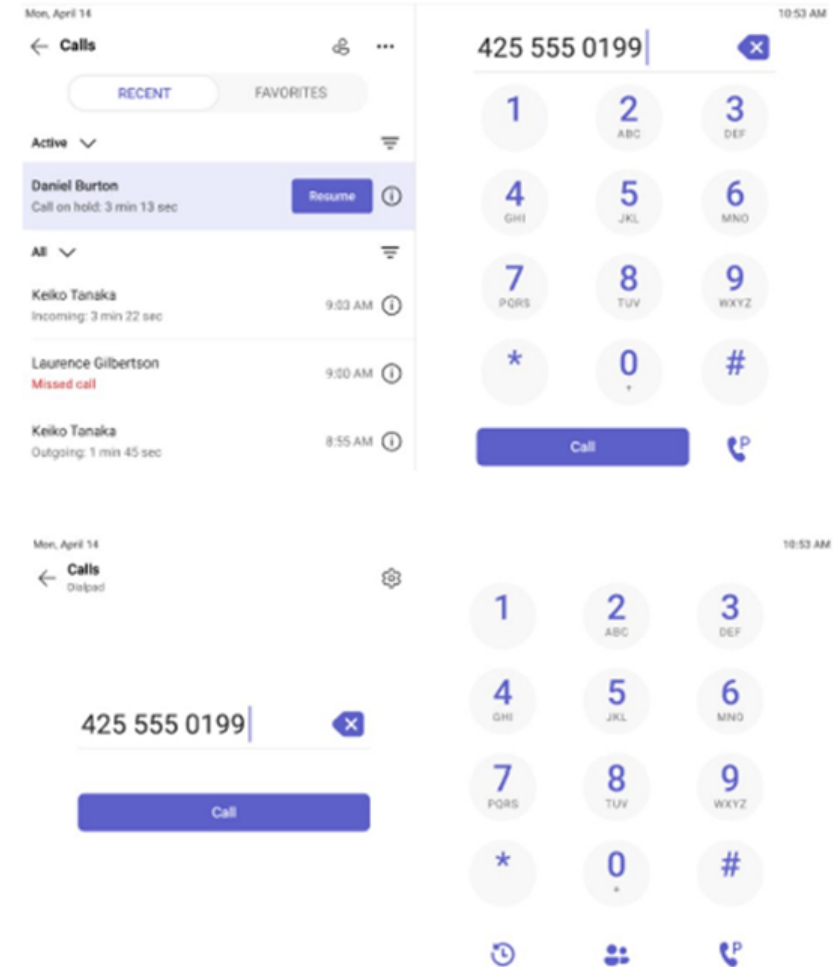 Mon, April 14
10:53 AM
Calls
RECENT
FAVORITES
Active
Daniel Burton
Call on hold: 3 min 13 sec
Resume
All
Keiko Tanaka
Incoming: 3 min 22 sec
9:03 AM
Laurence Gilbertson
Missed call
9:00 AM
Keiko Tanaka
Outgoing: 1 min 45 sec
8:55 AM
425 555 0199
1
2 ABC
3 DEF
4 GHI
5 JKL
6 MNO
7 PQRS
8 TUV
9 WXYZ
*
0 +
#
Call
P
Mon, April 14
10:53 AM
Calls
Dialpad
425 555 0199
Call
1
2 ABC
3 DEF
4 GHI
5 JKL
6 MNO
7 PQRS
8 TUV
9 WXYZ
*
0 +
#
P